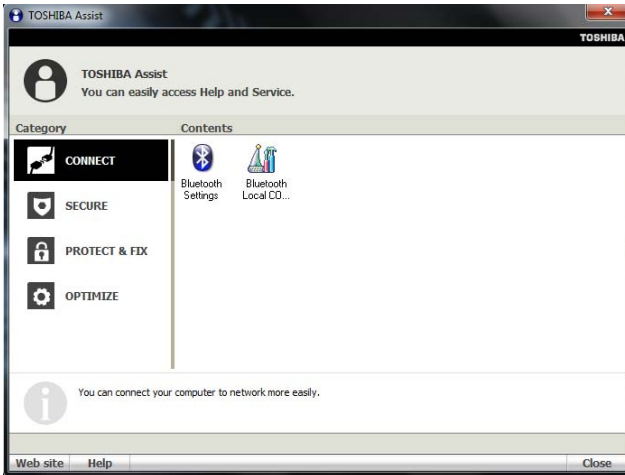 TOSHIBA Assist
TOSHIBA
TOSHIBA Assist
You can easily access Help and Service.
Category
Contents
CONNECT
SECURE
PROTECT & FIX
OPTIMIZE
Bluetooth
Settings
Bluetooth
Local CO...
You can connect your computer to network more easily.
Web site
Help
Close